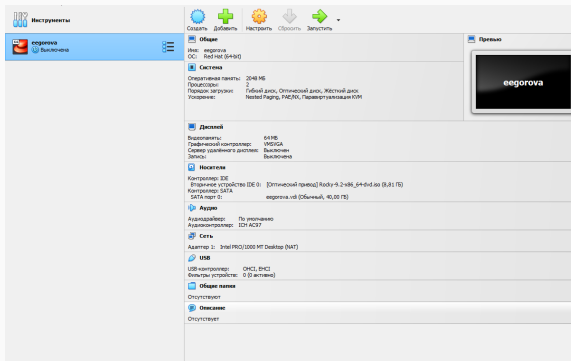 Инструменты
Создать Добавить Настроить Сбросить Запустить
eegorova
Выключена
Общие
Имя: eegorova
ОС: Red Hat (64-bit)
Превью
eegorova
Система
Оперативная память: 2048 МБ
Процессоры: 2
Порядок загрузки: Гибкий диск, Оптический диск, Жёсткий диск
Ускорение: Nested Paging, PAE/NX, Паравиртуализация KVM
Дисплей
Видеопамять: 64 МБ
Графический контроллер: VMSVGA
Сервер удалённого дисплея: Выключен
Запись: Выключена
Носители
Контроллер: IDE
Вторичное устройство IDE 0: [Оптический привод] Rocky-9.2-x86_64-dvd.iso (8,81 ГБ)
Контроллер: SATA
SATA порт 0: eegorova.vdi (Обычный, 40,00 ГБ)
Аудио
Аудиодрайвер: По умолчанию
Аудиоконтроллер: ICH AC97
Сеть
Адаптер 1: Intel PRO/1000 MT Desktop (NAT)
USB
USB-контроллер: OHCI, EHCI
Фильтры устройств: 0 (0 активно)
Общие папки
Отсутствуют
Описание
Отсутствует